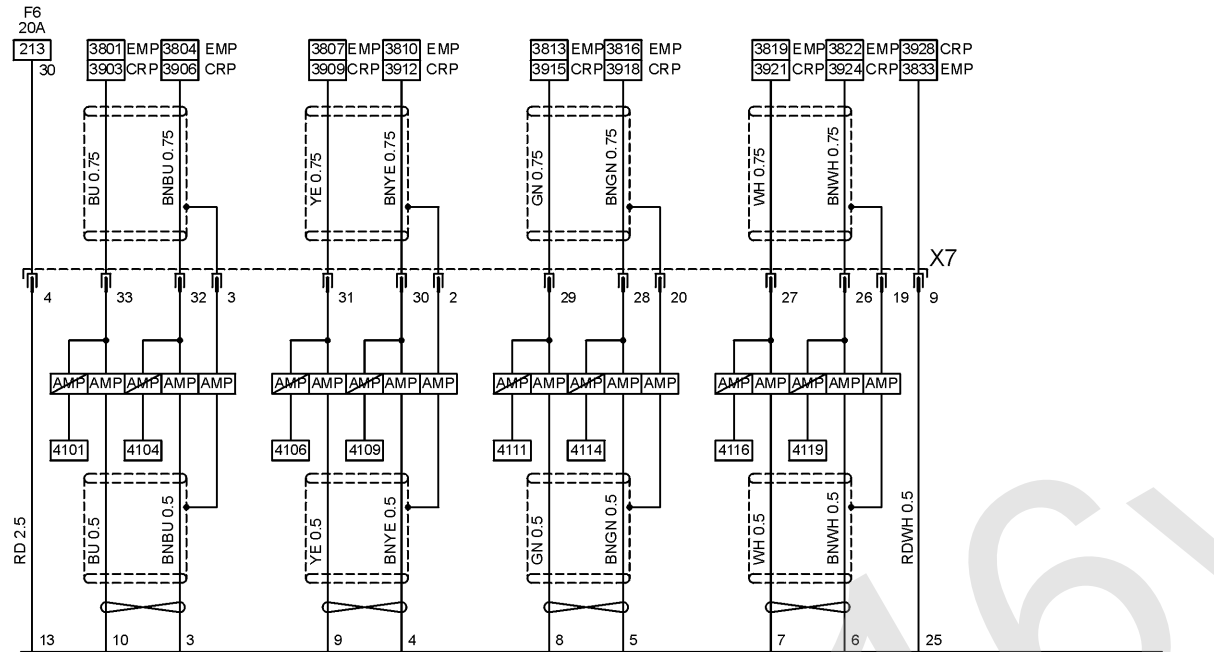 F6
20A
213 3801 EMP 3804 EMP 3807 EMP 3810 EMP 3813 EMP 3816 EMP 3819 EMP 3822 EMP 3928 CRP
30 3903 CRP 3906 CRP 3909 CRP 3912 CRP 3915 CRP 3918 CRP 3921 CRP 3924 CRP 3833 EMP
BU 0.75 BNBU 0.75 YE 0.75 BNYE 0.75 GN 0.75 BNGN 0.75 WH 0.75 BNWH 0.75
X7
4 33 32 3 31 30 2 29 28 20 27 26 19 9
AMP AMP AMP AMP AMP AMP AMP AMP AMP AMP AMP AMP AMP AMP AMP AMP AMP AMP AMP AMP
4101 4104 4106 4109 4111 4114 4116 4119
RD 2.5 BU 0.5 BNBU 0.5 YE 0.5 BNYE 0.5 GN 0.5 BNGN 0.5 WH 0.5 BNWH 0.5 RDWH 0.5
13 10 3 9 4 8 5 7 6 25